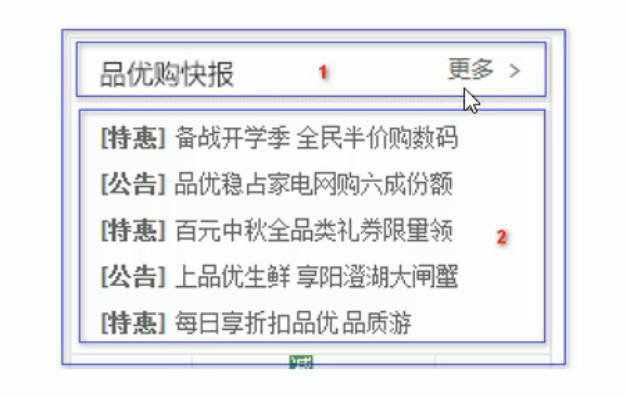 品优购快报 1 更多 >
[特惠] 备战开学季 全民半价购数码
[公告] 品优稳占家电网购六成份额
[特惠] 百元中秋全品类礼券限量领
2
[公告] 上品优生鲜 享阳澄湖大闸蟹
[特惠] 每日享折扣品优品质游